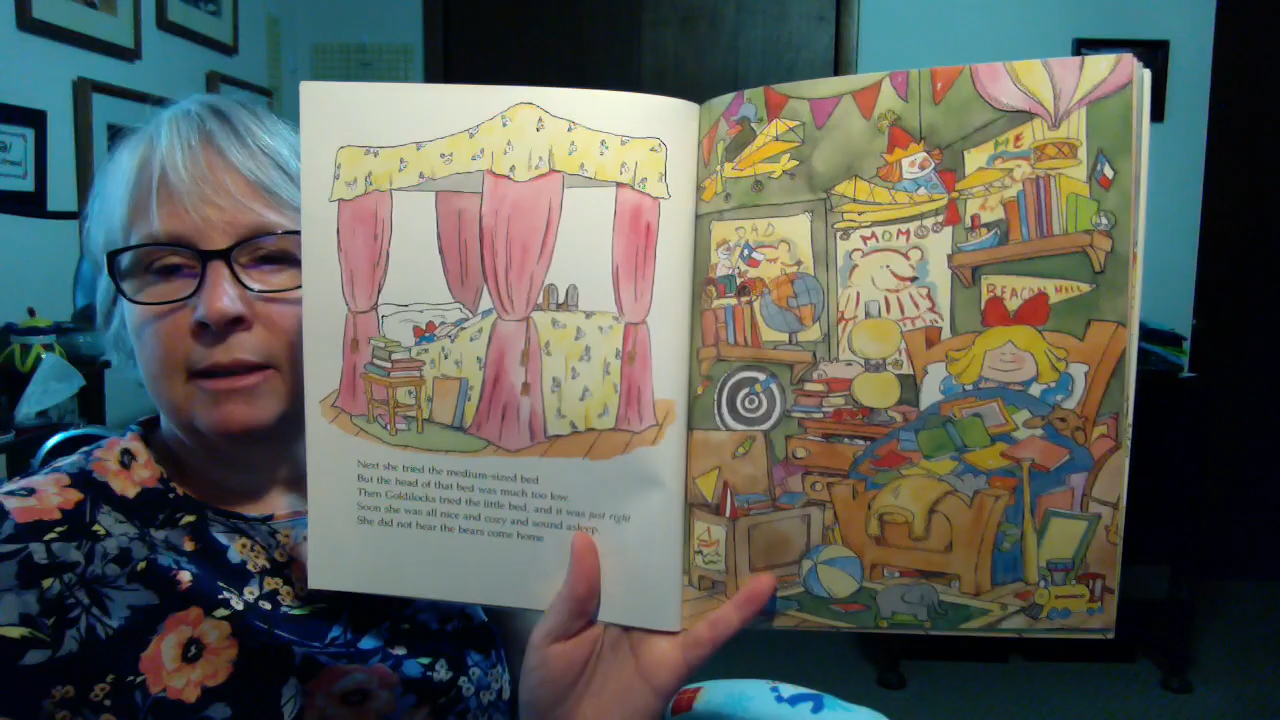 Next she tried the medium-sized bed
But the head of that bed was much too low.
Then Goldilocks tried the little bed, and it was just right
Soon she was all nice and cozy and sound asleep.
She did not hear the bears come home
ME
DAD
MOM
BEACON HILL